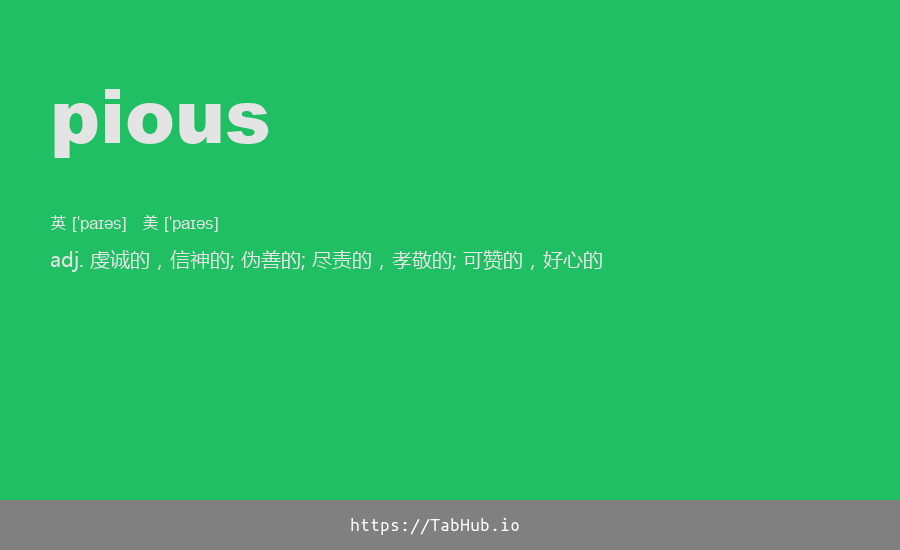 pious
英 [ˈpaɪəs] 美 [ˈpaɪəs]
adj. 虔诚的，信神的; 伪善的; 尽责的，孝敬的; 可赞的，好心的
https://TabHub.io